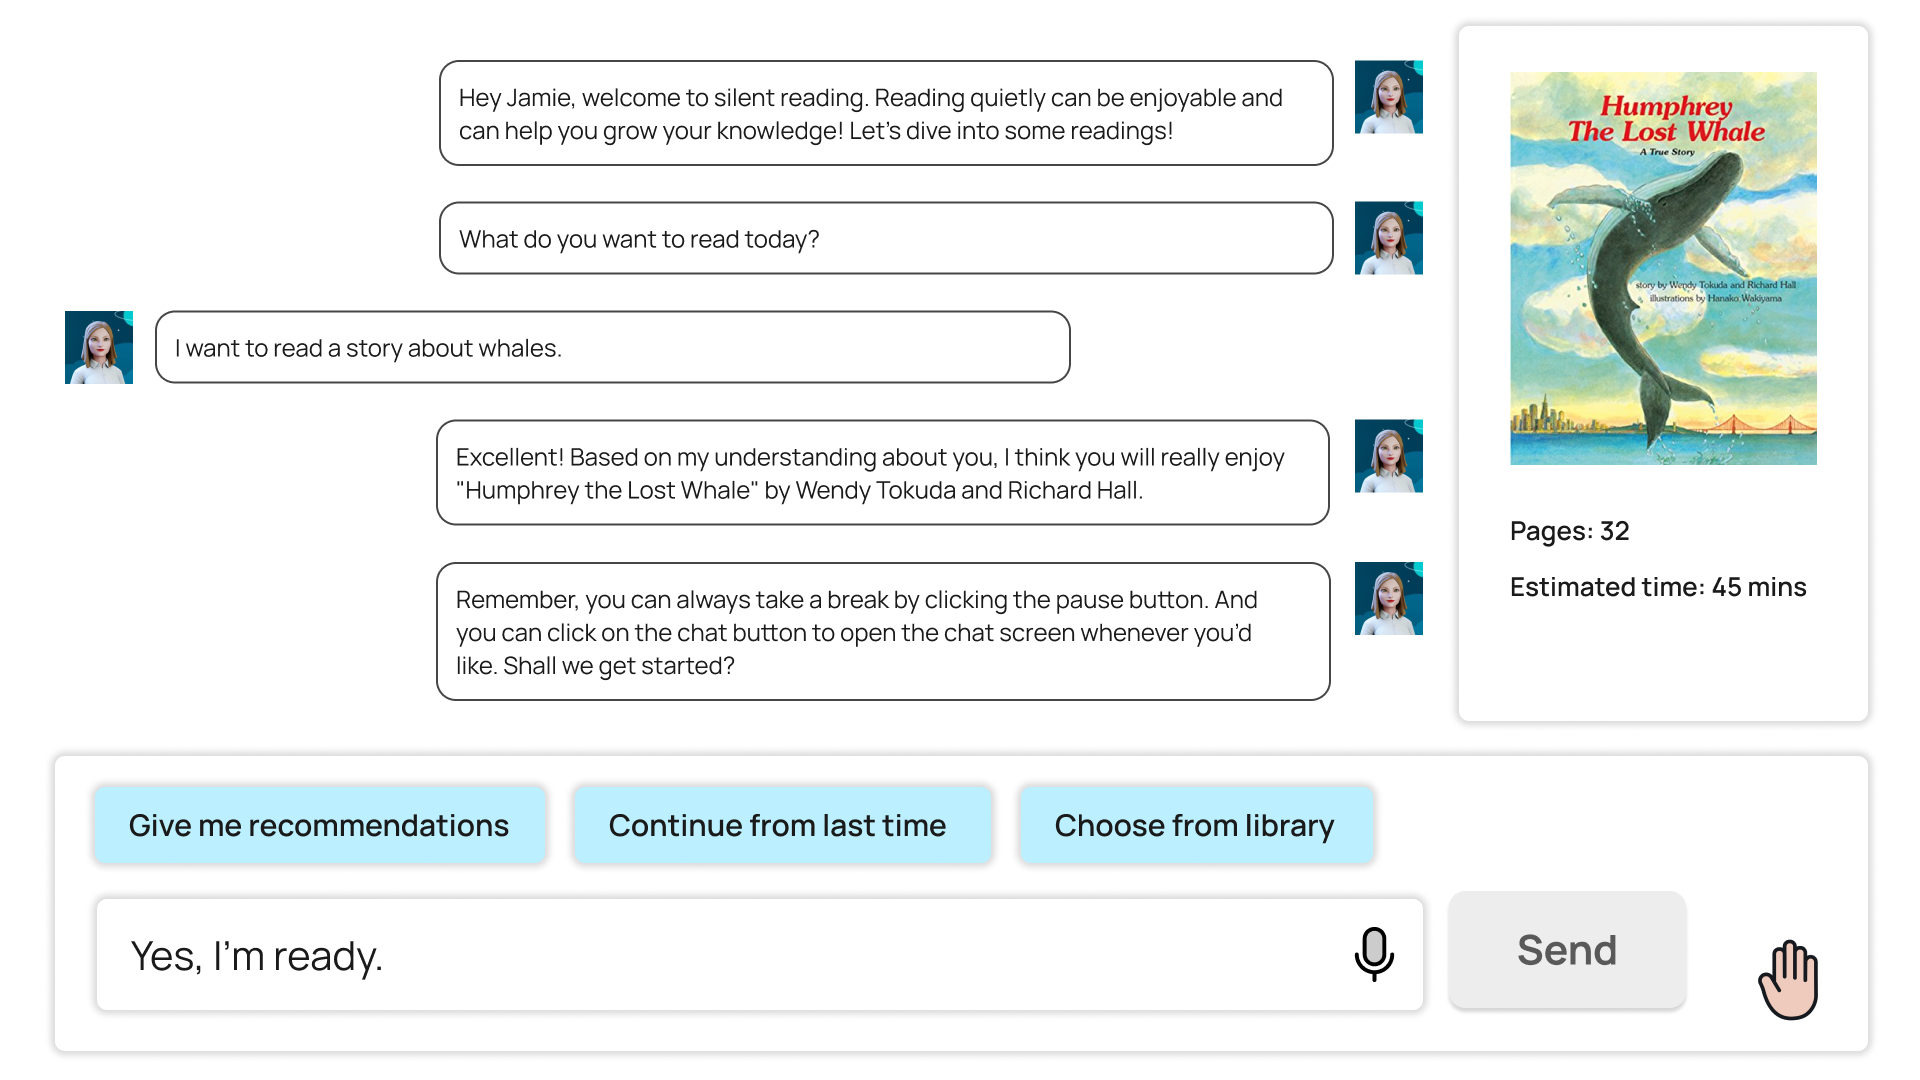 Hey Jamie, welcome to silent reading. Reading quietly can be enjoyable and
can help you grow your knowledge! Let’s dive into some readings!
What do you want to read today?
I want to read a story about whales.
Excellent! Based on my understanding about you, I think you will really enjoy
"Humphrey the Lost Whale" by Wendy Tokuda and Richard Hall.
Remember, you can always take a break by clicking the pause button. And
you can click on the chat button to open the chat screen whenever you’d
like. Shall we get started?
Humphrey
The Lost Whale
A True Story
story by Wendy Tokuda and Richard Hall
illustrations by Hanako Wakiyama
Pages: 32
Estimated time: 45 mins
Give me recommendations
Continue from last time
Choose from library
Yes, I’m ready.
Send